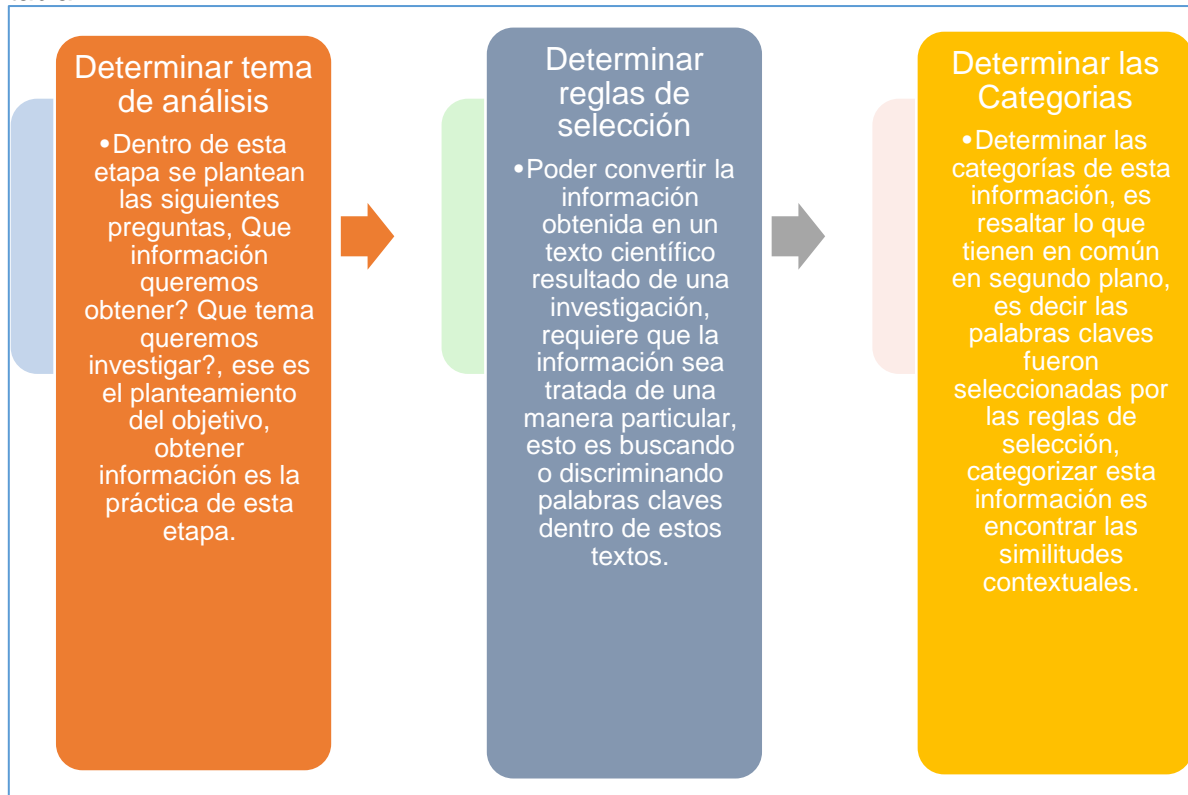 Determinar tema
de análisis
•Dentro de esta
etapa se plantean
las siguientes
preguntas, Que
información
queremos
obtener? Que tema
queremos
investigar?, ese es
el planteamiento
del objetivo,
obtener
información es la
práctica de esta
etapa.
Determinar
reglas de
selección
•Poder convertir la
información
obtenida en un
texto científico
resultado de una
investigación,
requiere que la
información sea
tratada de una
manera particular,
esto es buscando
o discriminando
palabras claves
dentro de estos
textos.
Determinar las
Categorias
•Determinar las
categorías de esta
información, es
resaltar lo que
tienen en común
en segundo plano,
es decir las
palabras claves
fueron
seleccionadas por
las reglas de
selección,
categorizar esta
información es
encontrar las
similitudes
contextuales.